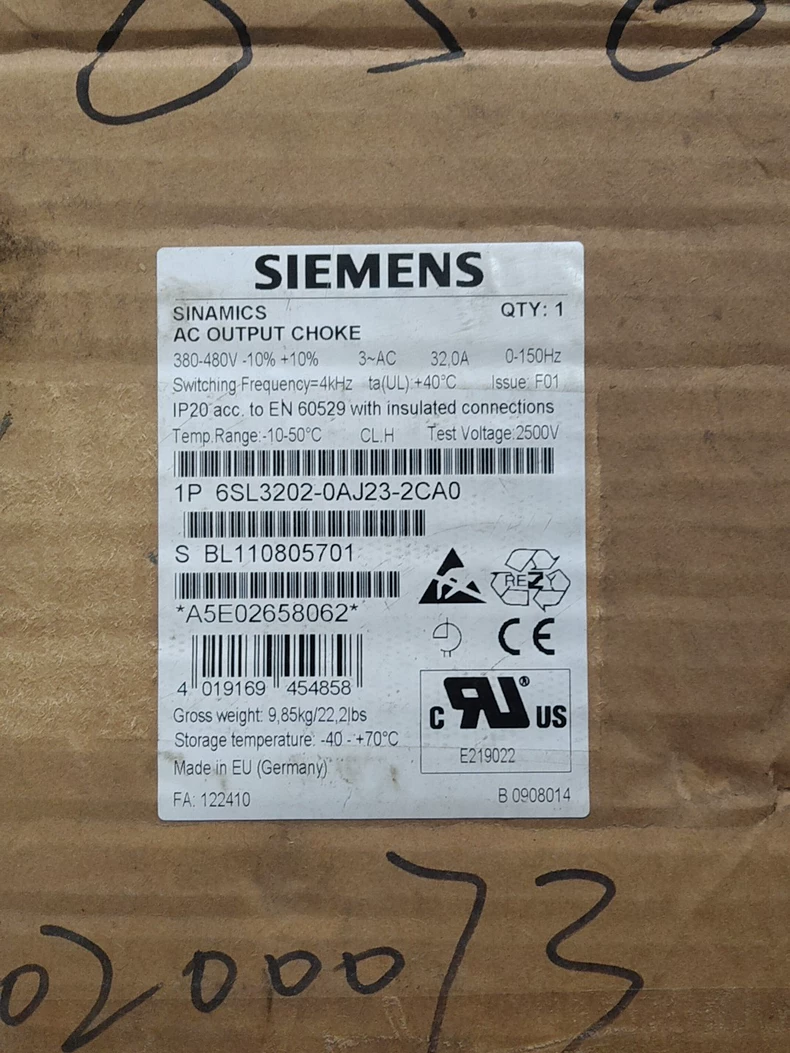 SIEMENS
SINAMICS QTY: 1
AC OUTPUT CHOKE
380-480V -10% +10% 3~AC 32,0A 0-150Hz
Switching Frequency=4kHz ta(UL):+40°C Issue: F01
IP20 acc. to EN 60529 with insulated connections
Temp.Range:-10-50°C CL.H Test Voltage:2500V
1P 6SL3202-0AJ23-2CA0
S BL110805701
*A5E02658062*
REZY
CE
4 019169 454858
C RU® US
E219022
Gross weight: 9,85kg/22,2lbs
Storage temperature: -40 - +70°C
Made in EU (Germany)
FA: 122410 B 0908014
0200073